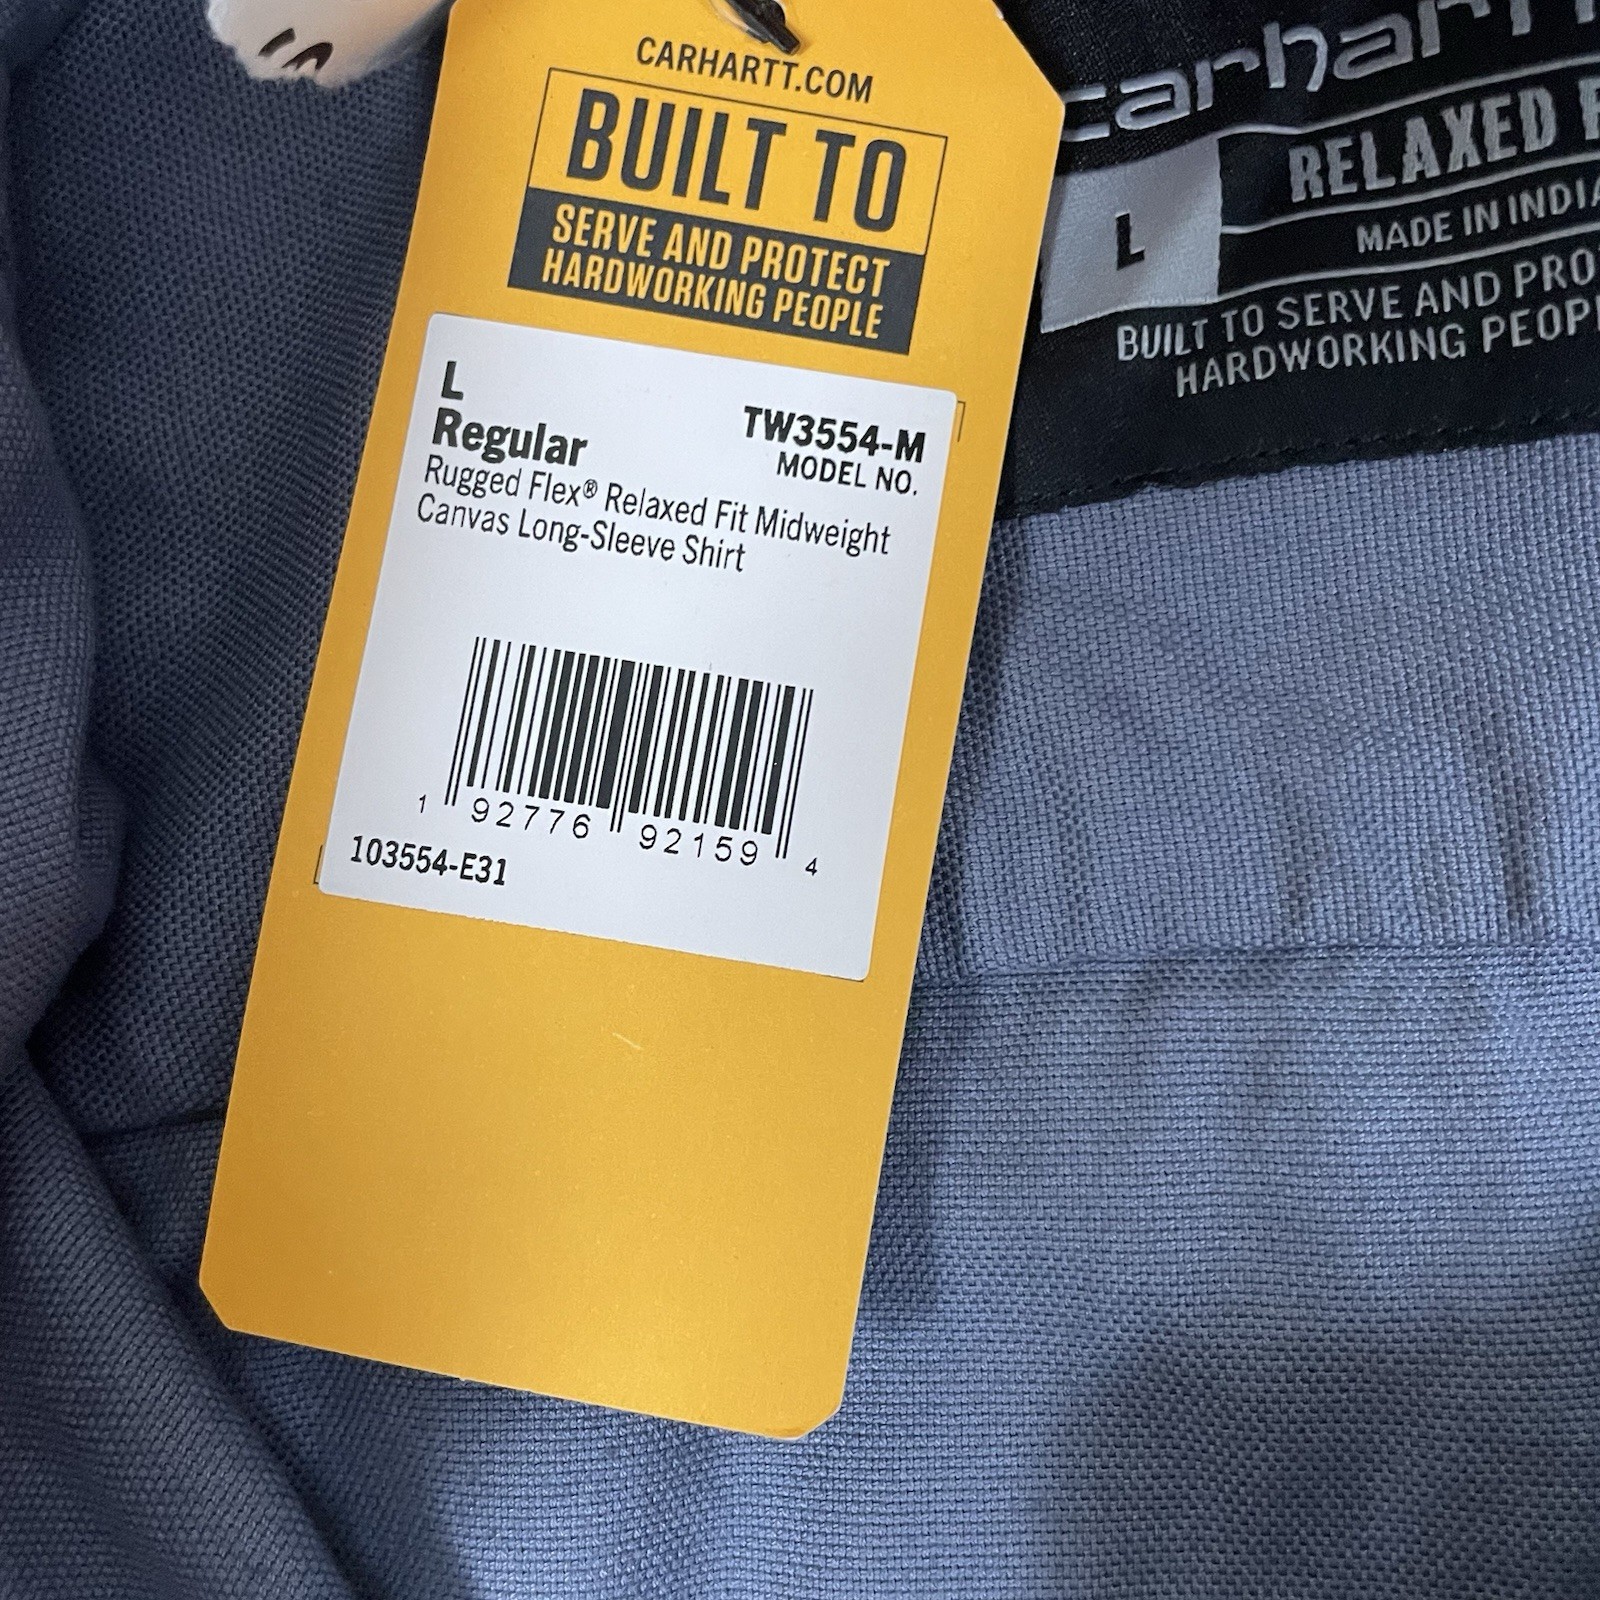 CARHARTT.COM
BUILT TO
SERVE AND PROTECT
HARDWORKING PEOPLE
L
Regular
TW3554-M
MODEL NO.
Rugged Flex® Relaxed Fit Midweight
Canvas Long-Sleeve Shirt
1 92776 92159 4
103554-E31
carhartt
RELAXED F
L
MADE IN INDIA
BUILT TO SERVE AND PRO
HARDWORKING PEOP